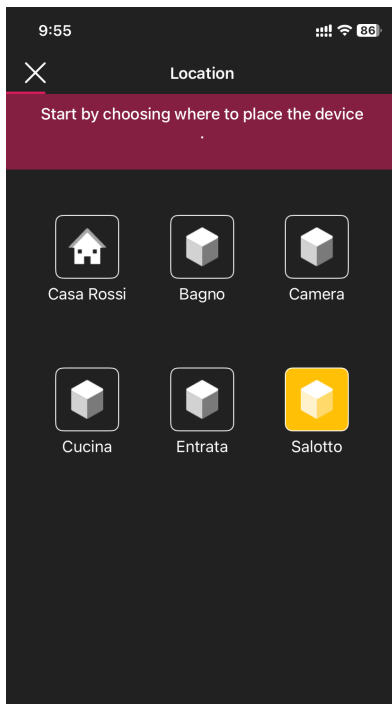 9:55
86
Location
Start by choosing where to place the device
.
Casa Rossi
Bagno
Camera
Cucina
Entrata
Salotto